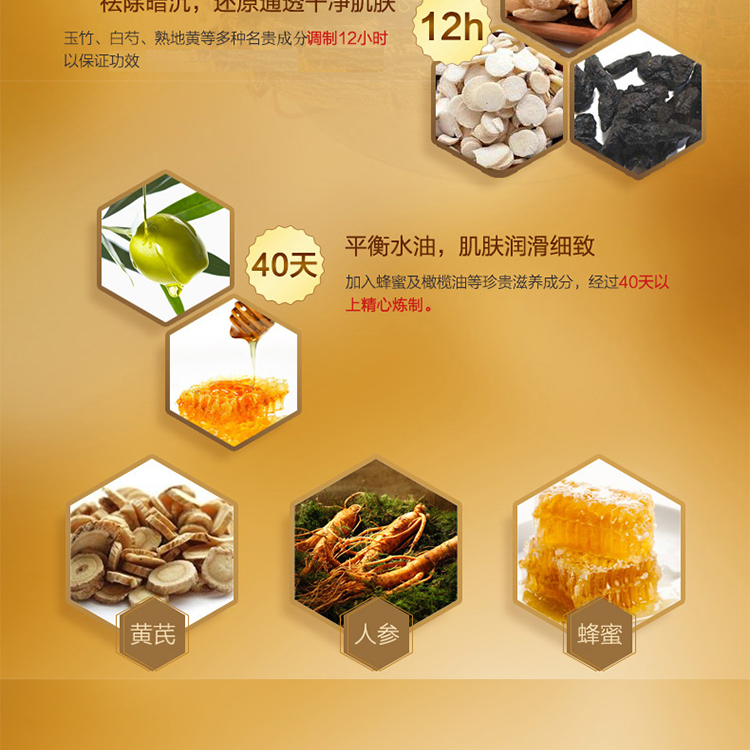 祛除暗沉，还原通透干净肌肤
12h
玉竹、白芍、熟地黄等多种名贵成分调制12小时
以保证功效
40天
平衡水油，肌肤润滑细致
加入蜂蜜及橄榄油等珍贵滋养成分，经过40天以
上精心炼制。
黄芪
人参
蜂蜜